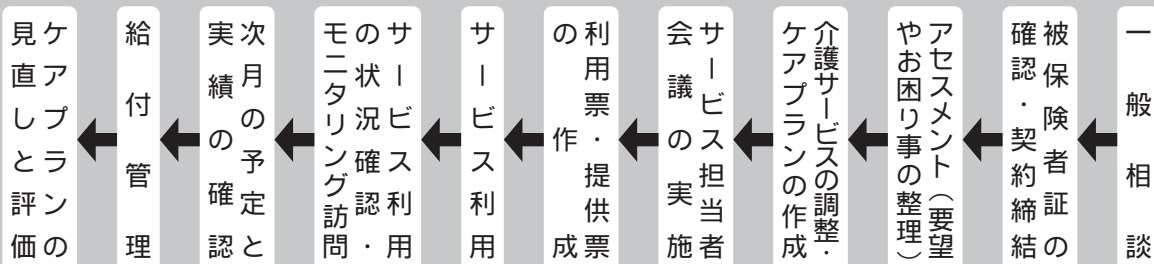 一般相談
被保険者証の
確認・契約締結
アセスメント（要望
やお困り事の整理）
介護サービスの調整・
ケアプランの作成
サービス担当者
会議の実施
利用票・提供票
の作成
サービス利用
サービス利用
の状況確認・
モニタリング訪問
次月の予定と
実績の確認
給付管理
ケアプランの
見直しと評価